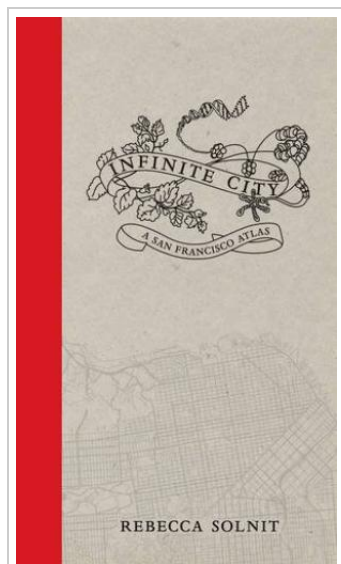 INFINITE CITY
A SAN FRANCISCO ATLAS
REBECCA SOLNIT